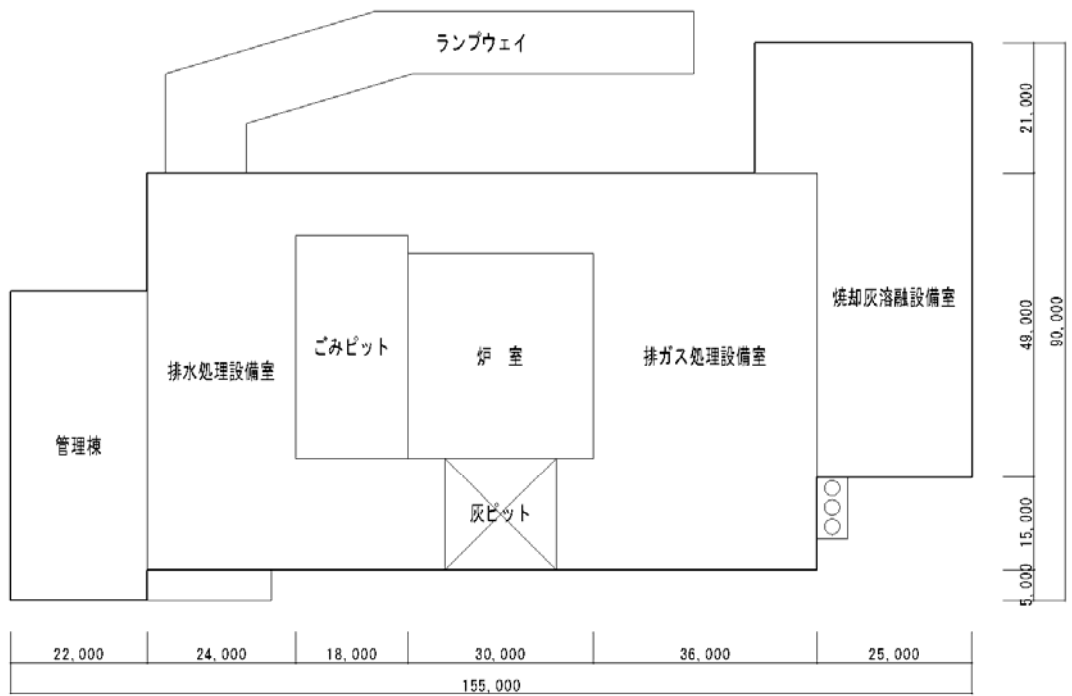 ランプウェイ
21,000
焼却灰溶融設備室
49,000
90,000
ごみピット
炉 室
排ガス処理設備室
排水処理設備室
管理棟
灰ピット
15,000
5,000
22,000
24,000
18,000
30,000
36,000
25,000
155,000